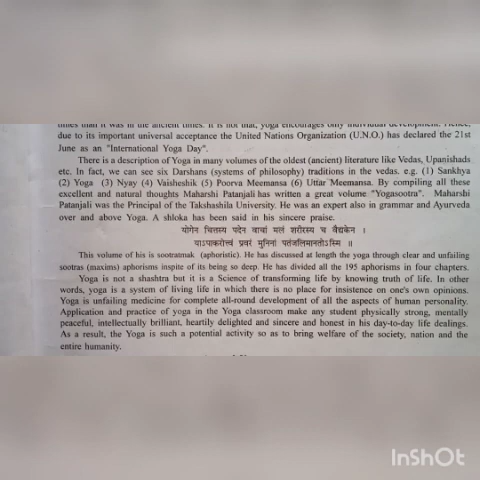 times than it was in the ancient times. It is not that, yoga encourages only individual development. Hence,
due to its important universal acceptance the United Nations Organization (U.N.O.) has declared the 21st
June as an "International Yoga Day".
There is a description of Yoga in many volumes of the oldest (ancient) literature like Vedas, Upanishads
etc. In fact, we can see six Darshans (systems of philosophy) traditions in the vedas. e.g. (1) Sankhya
(2) Yoga (3) Nyay (4) Vaisheshik (5) Poorva Meemansa (6) Uttar Meemansa. By compiling all these
excellent and natural thoughts Maharshi Patanjali has written a great volume "Yogasootra". Maharshi
Patanjali was the Principal of the Takshashila University. He was an expert also in grammar and Ayurveda
over and above Yoga. A shloka has been said in his sincere praise.
योगेन चित्तस्य पदेन वाचां मलं शरीरस्य च वैद्यकेन ।
याऽपाकरोत्त्वं प्रवरं मुनिनां पतंजलिमानतोऽस्मि ॥
This volume of his is sootratmak (aphoristic). He has discussed at length the yoga through clear and unfailing
sootras (maxims) aphorisms inspite of its being so deep. He has divided all the 195 aphorisms in four chapters.
Yoga is not a shashtra but it is a Science of transforming life by knowing truth of life. In other
words, yoga is a system of living life in which there is no place for insistence on one's own opinions.
Yoga is unfailing medicine for complete all-round development of all the aspects of human personality.
Application and practice of yoga in the Yoga classroom make any student physically strong, mentally
peaceful, intellectually brilliant, heartily delighted and sincere and honest in his day-to-day life dealings.
As a result, the Yoga is such a potential activity so as to bring welfare of the society, nation and the
entire humanity.
InShOt